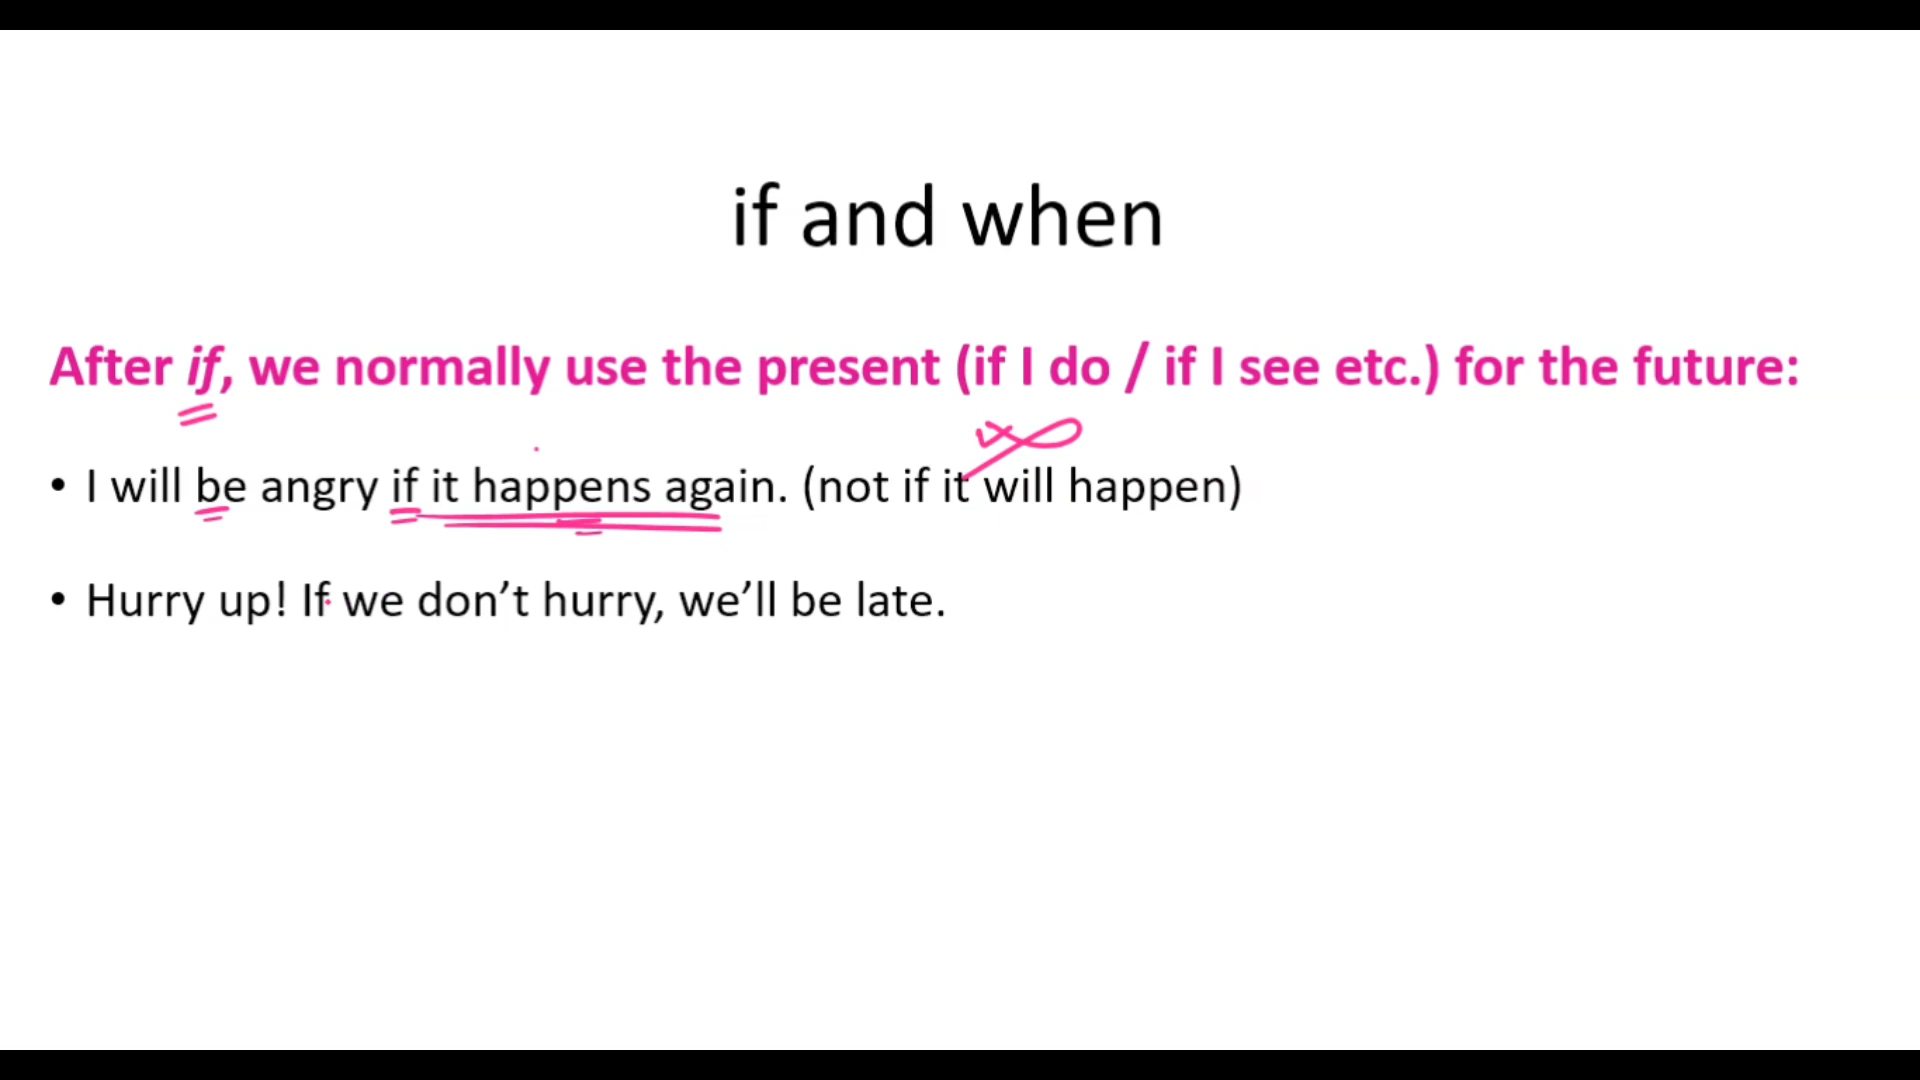 if and when
After if, we normally use the present (if I do / if I see etc.) for the future:
• I will be angry if it happens again. (not if it will happen)
• Hurry up! If we don’t hurry, we’ll be late.